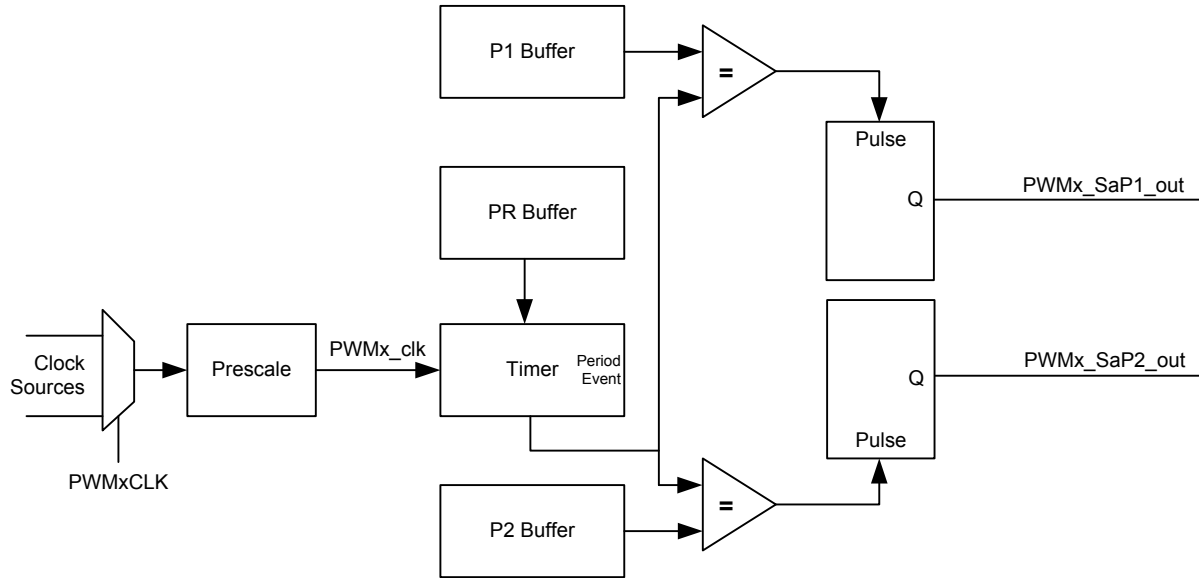 P1 Buffer
=
Pulse
Q
PWMx_SaP1_out
PR Buffer
Clock
Sources
PWMxCLK
Prescale
PWMx_clk
Timer
Period
Event
Q
PWMx_SaP2_out
Pulse
P2 Buffer
=